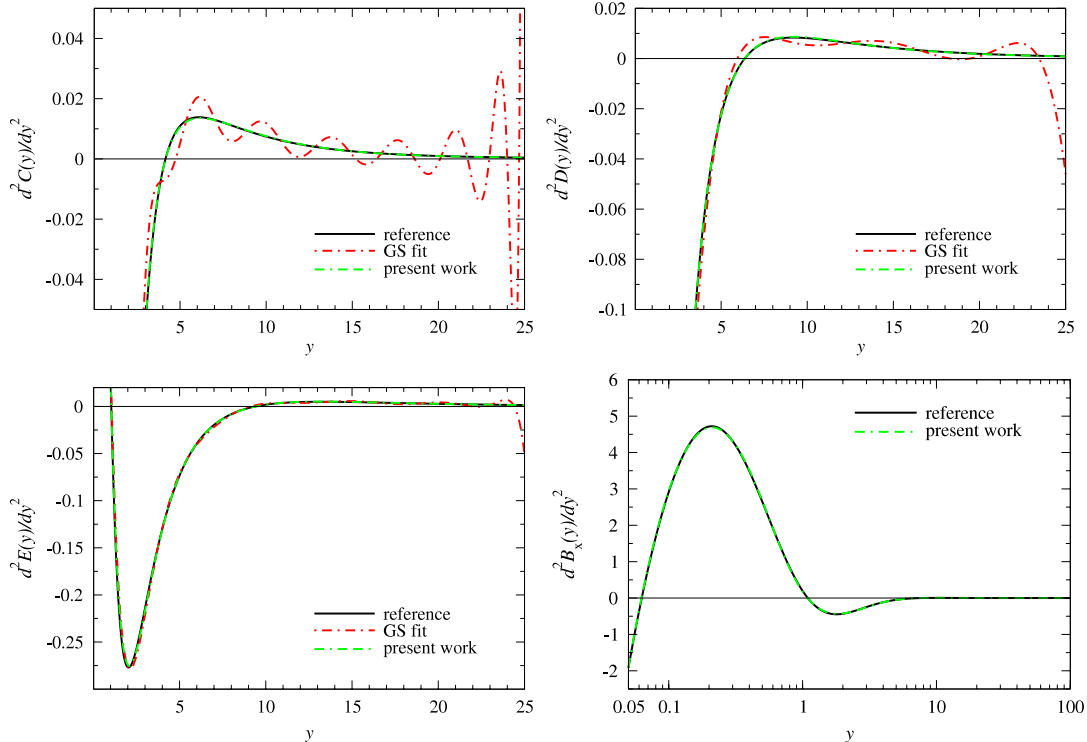 0.04
0.02
0
-0.02
-0.04
d²C(y)/dy²
reference
GS fit
present work
5 10 15 20 25
y
0.02
0
-0.02
-0.04
-0.06
-0.08
-0.1
d²D(y)/dy²
reference
GS fit
present work
5 10 15 20 25
y
0
-0.05
-0.1
-0.15
-0.2
-0.25
d²E(y)/dy²
reference
GS fit
present work
5 10 15 20 25
y
6
5
4
3
2
1
0
-1
-2
d²Bₓ(y)/dy²
reference
present work
0.05 0.1 1 10 100
y